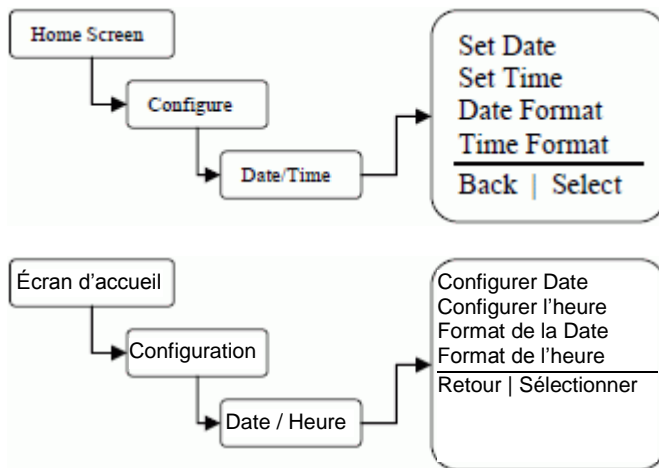 Home Screen
Configure
Date/Time
Set Date
Set Time
Date Format
Time Format
Back | Select
Écran d’accueil
Configuration
Date / Heure
Configurer Date
Configurer l’heure
Format de la Date
Format de l’heure
Retour | Sélectionner